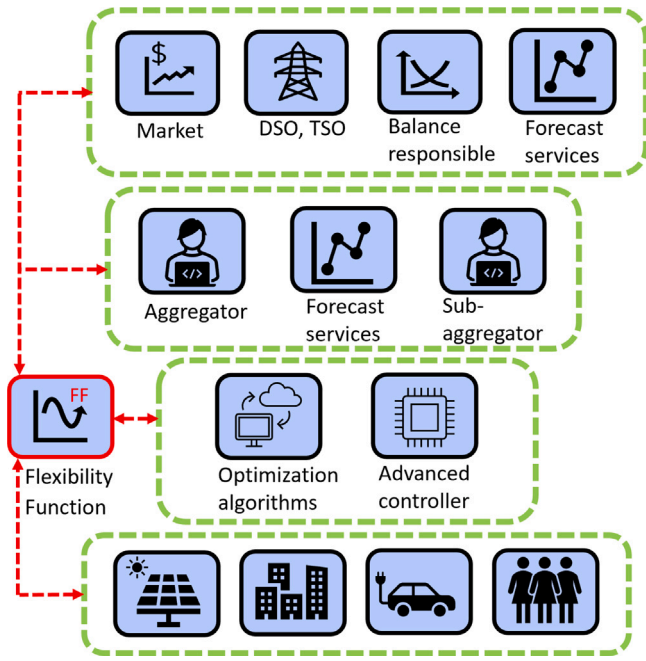 $
Market
DSO, TSO
Balance
responsible
Forecast
services
</>
</>
Aggregator
Forecast
services
Sub-
aggregator
FF
Flexibility
Function
Optimization
algorithms
Advanced
controller